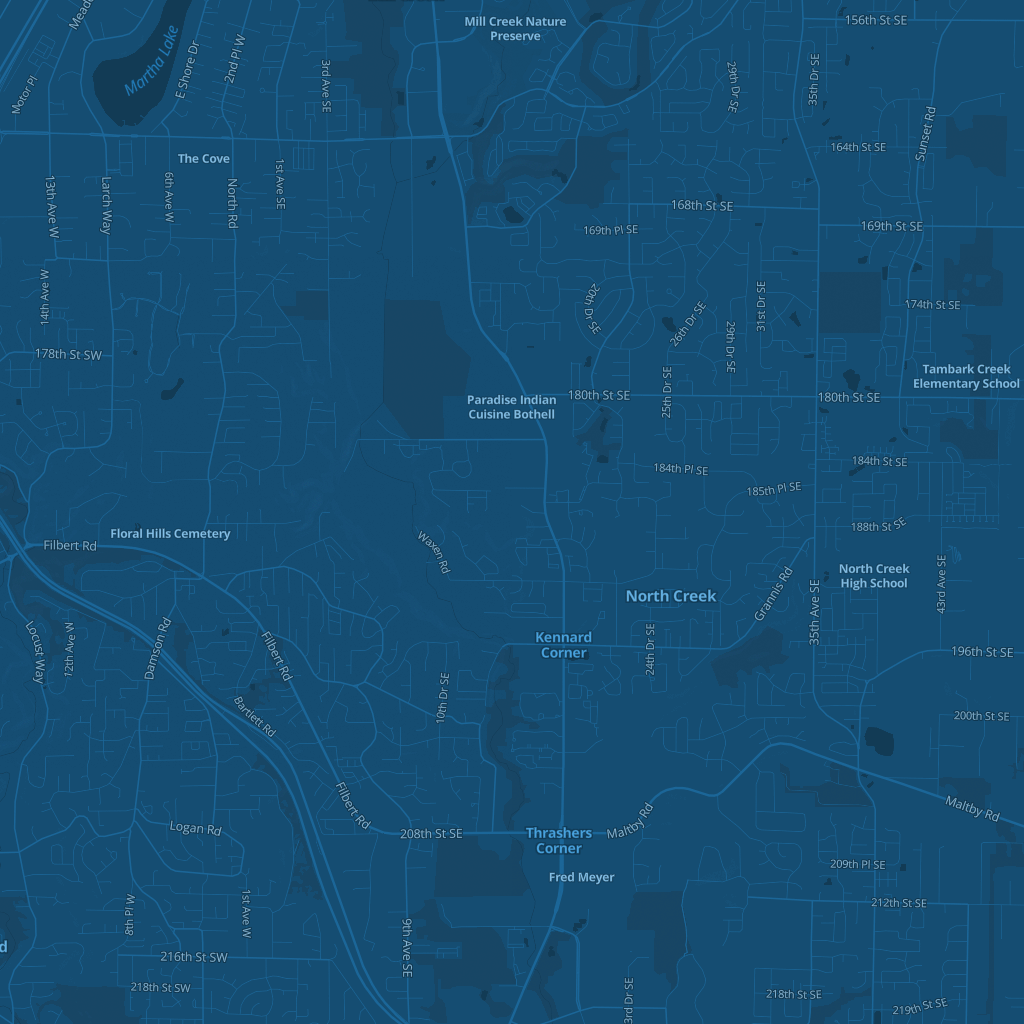 Mill Creek Nature
Preserve
156th St SE
Martha Lake
E Shore Dr
2nd Pl W
3rd Ave SE
Motor Pl
29th Dr SE
35th Dr SE
Sunset Rd
The Cove
164th St SE
13th Ave W
Larch Way
6th Ave W
North Rd
1st Ave SE
168th St SE
169th Pl SE
169th St SE
14th Ave W
20th Dr SE
26th Dr SE
29th Dr SE
31st Dr SE
174th St SE
178th St SW
Tambark Creek
Elementary School
Paradise Indian
Cuisine Bothell
180th St SE
25th Dr SE
180th St SE
184th Pl SE
184th St SE
185th Pl SE
188th St SE
Floral Hills Cemetery
Filbert Rd
Waxen Rd
North Creek
High School
43rd Ave SE
North Creek
Grannis Rd
35th Ave SE
Kennard
Corner
24th Dr SE
196th St SE
Locust Way
12th Ave W
Damson Rd
Filbert Rd
10th Dr SE
Bartlett Rd
200th St SE
Filbert Rd
Maltby Rd
Maltby Rd
Logan Rd
208th St SE
Thrashers
Corner
Fred Meyer
209th Pl SE
8th Pl W
1st Ave W
212th St SE
9th Ave SE
216th St SW
218th St SW
3rd Dr SE
218th St SE
219th St SE